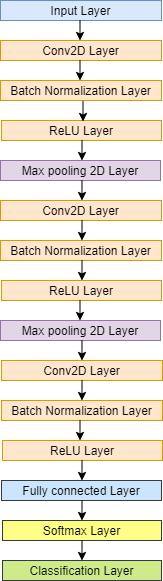 Input Layer
Conv2D Layer
Batch Normalization Layer
ReLU Layer
Max pooling 2D Layer
Conv2D Layer
Batch Normalization Layer
ReLU Layer
Max pooling 2D Layer
Conv2D Layer
Batch Normalization Layer
ReLU Layer
Fully connected Layer
Softmax Layer
Classification Layer